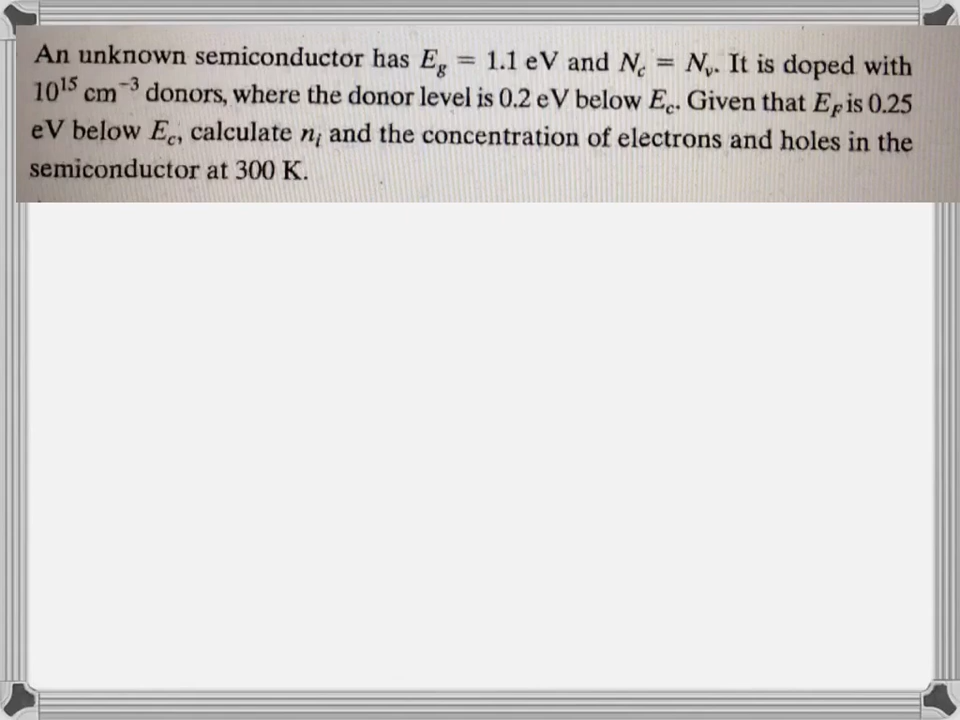 An unknown semiconductor has E_g = 1.1 eV and N_c = N_v. It is doped with
10^15 cm^−3 donors, where the donor level is 0.2 eV below E_c. Given that E_F is 0.25
eV below E_c, calculate n_i and the concentration of electrons and holes in the
semiconductor at 300 K.